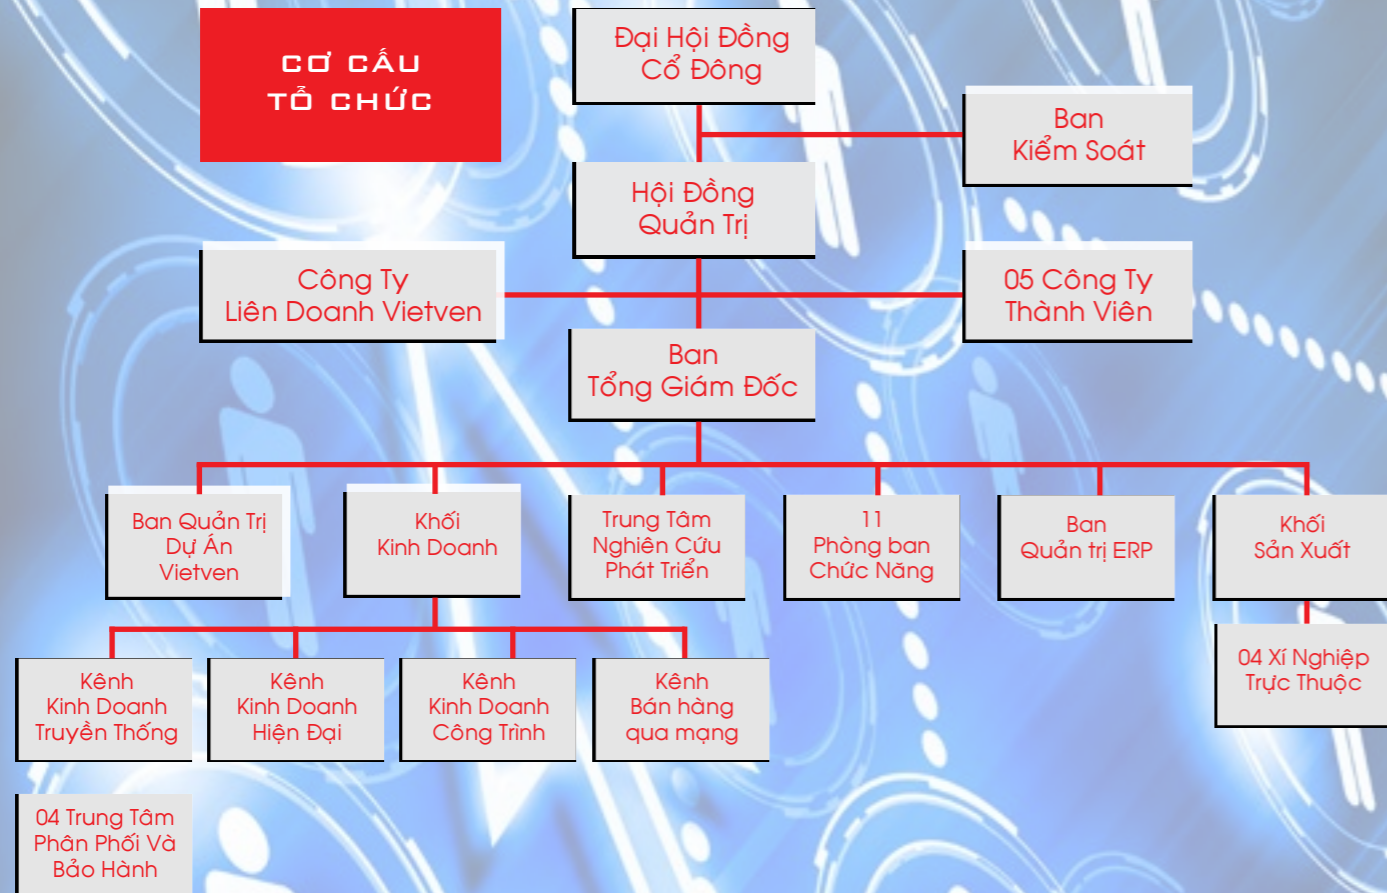 CƠ CẤU
TỔ CHỨC
Đại Hội Đồng
Cổ Đông
Ban
Kiểm Soát
Hội Đồng
Quản Trị
Công Ty
Liên Doanh Vietven
05 Công Ty
Thành Viên
Ban
Tổng Giám Đốc
Ban Quản Trị
Dự Án
Vietven
Khối
Kinh Doanh
Trung Tâm
Nghiên Cứu
Phát Triển
11
Phòng ban
Chức Năng
Ban
Quản trị ERP
Khối
Sản Xuất
Kênh
Kinh Doanh
Truyền Thống
Kênh
Kinh Doanh
Hiện Đại
Kênh
Kinh Doanh
Công Trình
Kênh
Bán hàng
qua mạng
04 Xí Nghiệp
Trực Thuộc
04 Trung Tâm
Phân Phối Và
Bảo Hành